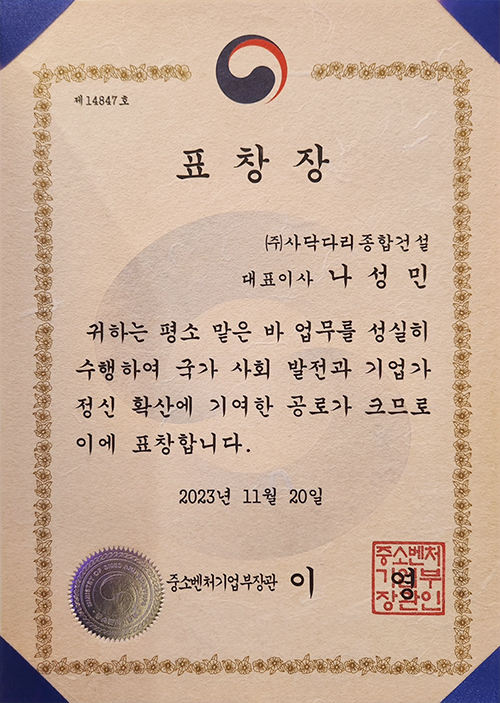 제 14847 호
표 창 장
㈜사닥다리종합건설
대표이사 나 성 민
귀하는 평소 맡은 바 업무를 성실히
수행하여 국가 사회 발전과 기업가
정신 확산에 기여한 공로가 크므로
이에 표창합니다.
2023년 11월 20일
중소벤처기업부장관 이 영
중소벤처
기업부
장관인